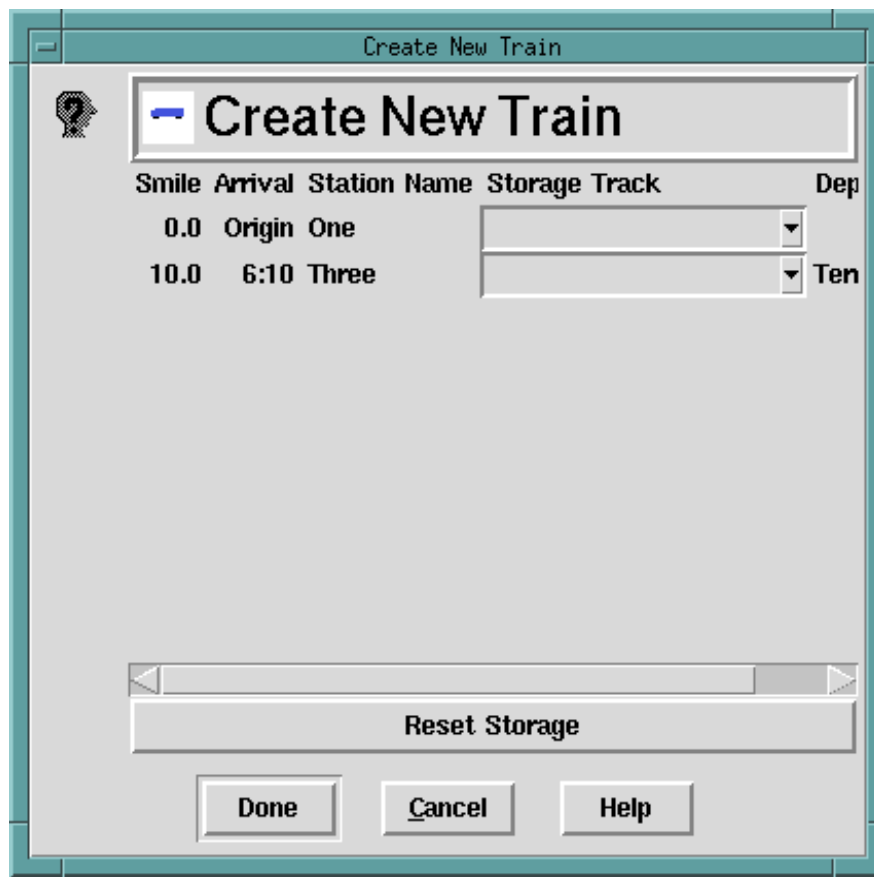 Create New Train
Create New Train
Smile Arrival Station Name Storage Track Dep
0.0 Origin One
10.0 6:10 Three Ten
Reset Storage
Done Cancel Help